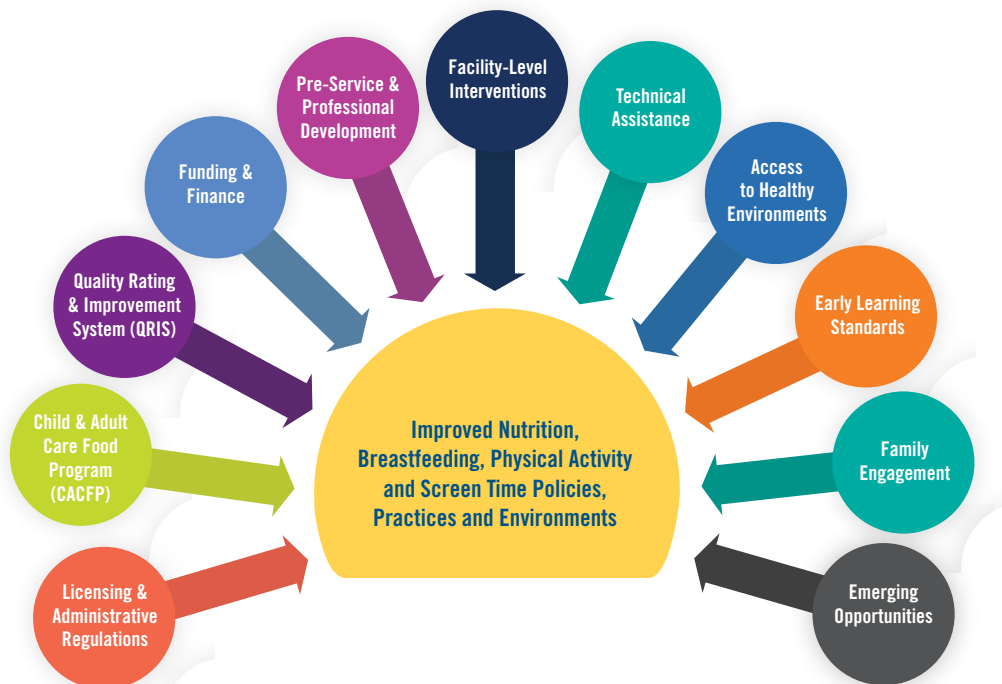 Licensing &
Administrative
Regulations
Child & Adult
Care Food
Program
(CACFP)
Quality Rating
& Improvement
System (QRIS)
Funding &
Finance
Pre-Service &
Professional
Development
Facility-Level
Interventions
Technical
Assistance
Access
to Healthy
Environments
Early Learning
Standards
Family
Engagement
Emerging
Opportunities
Improved Nutrition,
Breastfeeding, Physical Activity
and Screen Time Policies,
Practices and Environments